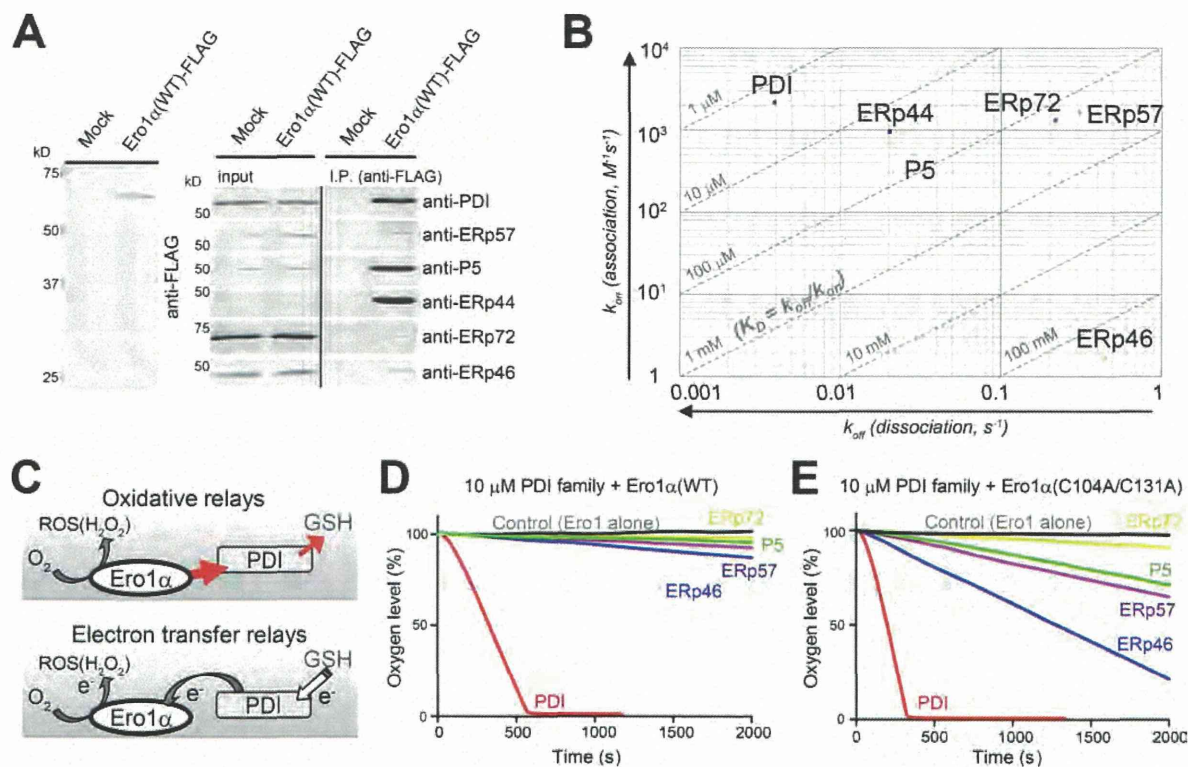 A
Mock
Ero1α(WT)-FLAG
kD
75
50
37
25
anti-FLAG
Mock
Ero1α(WT)-FLAG
Mock
Ero1α(WT)-FLAG
kD
input
I.P. (anti-FLAG)
50
anti-PDI
50
anti-ERp57
50
anti-P5
50
anti-ERp44
75
anti-ERp72
50
anti-ERp46
B
10⁴
10³
10²
10¹
1
k_off (association, M⁻¹s⁻¹)
1 μM
10 μM
100 μM
1 mM
(K_D = k_off/k_on)
10 mM
100 mM
PDI
ERp44
P5
ERp72
ERp57
ERp46
0.001
0.01
0.1
1
k_off (dissociation, s⁻¹)
C
Oxidative relays
ROS(H₂O₂)
GSH
O₂
Ero1α
PDI
Electron transfer relays
ROS(H₂O₂)
GSH
e⁻
e⁻
e⁻
O₂
Ero1α
PDI
D
10 μM PDI family + Ero1α(WT)
Control (Ero1 alone)
ERp72
P5
ERp57
ERp46
PDI
Oxygen level (%)
100
50
0
0
500
1000
1500
2000
Time (s)
E
10 μM PDI family + Ero1α(C104A/C131A)
Control (Ero1 alone)
ERp72
P5
ERp57
ERp46
PDI
Oxygen level (%)
100
50
0
0
500
1000
1500
2000
Time (s)